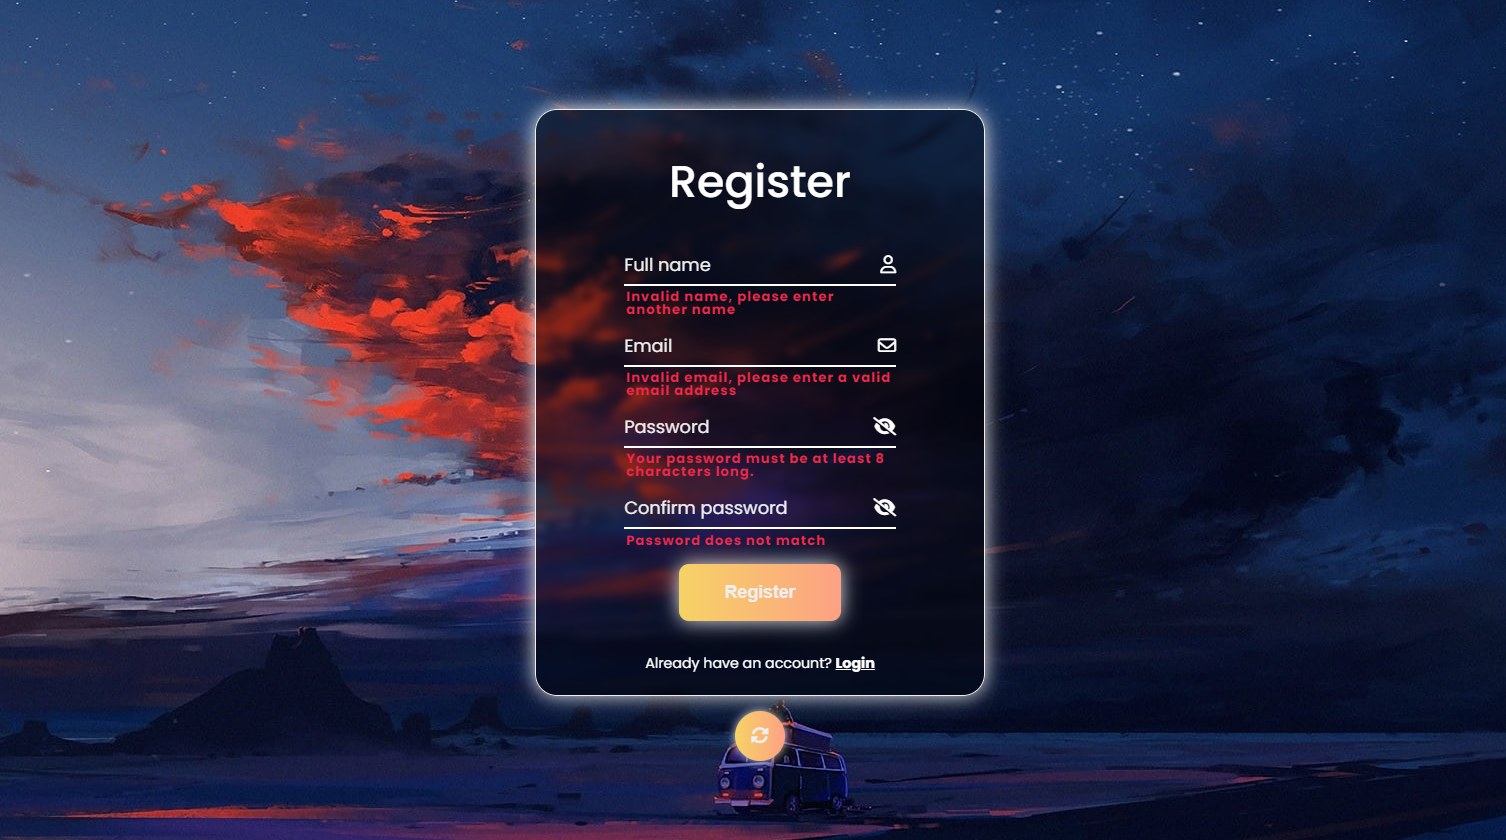 Register
Full name
Invalid name, please enter
another name
Email
Invalid email, please enter a valid
email address
Password
Your password must be at least 8
characters long.
Confirm password
Password does not match
Register
Already have an account? Login